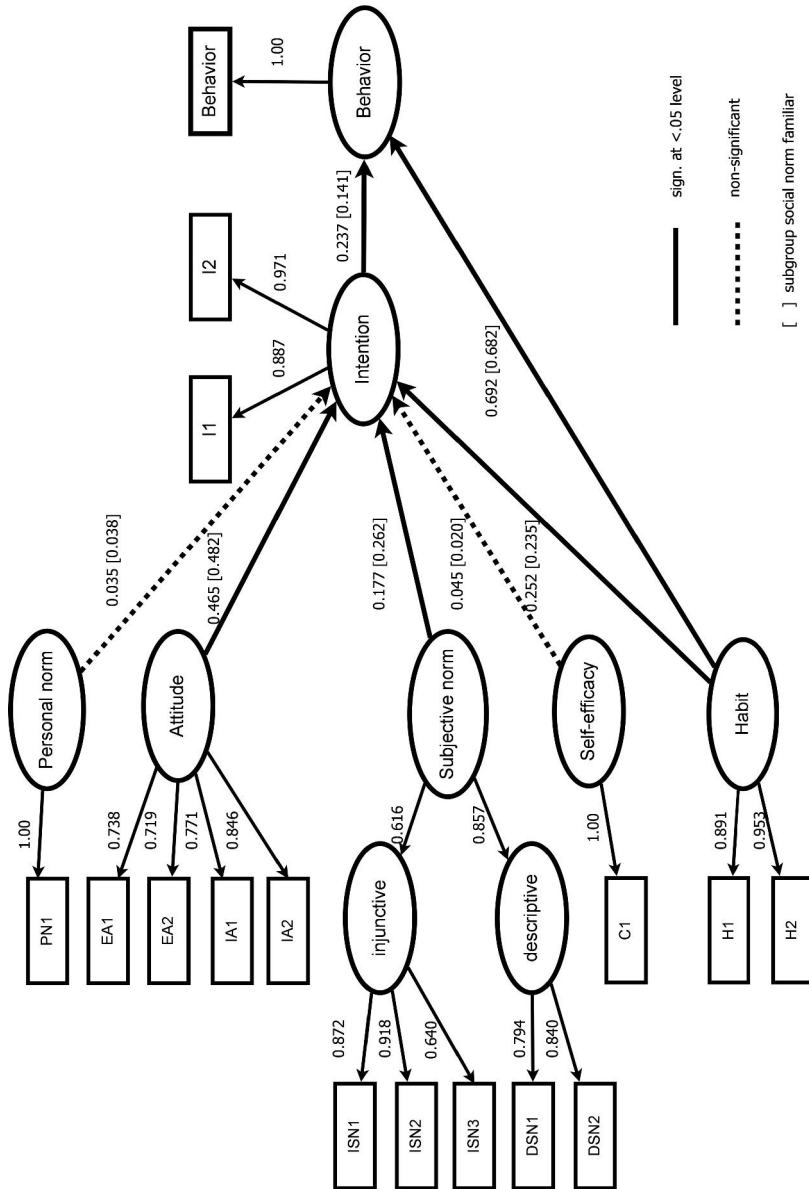 PN1
1.00
Personal norm
EA1
0.738
EA2
0.719
IA1
0.771
IA2
0.846
Attitude
ISN1
0.872
ISN2
0.918
ISN3
0.640
injunctive
0.616
DSN1
0.794
DSN2
0.840
descriptive
0.857
Subjective norm
C1
1.00
Self-efficacy
H1
0.891
H2
0.953
Habit
0.035 [0.038]
0.465 [0.482]
0.177 [0.262]
0.045 [0.020]
0.252 [0.235]
0.692 [0.682]
I1
0.887
I2
0.971
Intention
0.237 [0.141]
Behavior
1.00
Behavior
sign. at <.05 level
non-significant
[ ] subgroup social norm familiar